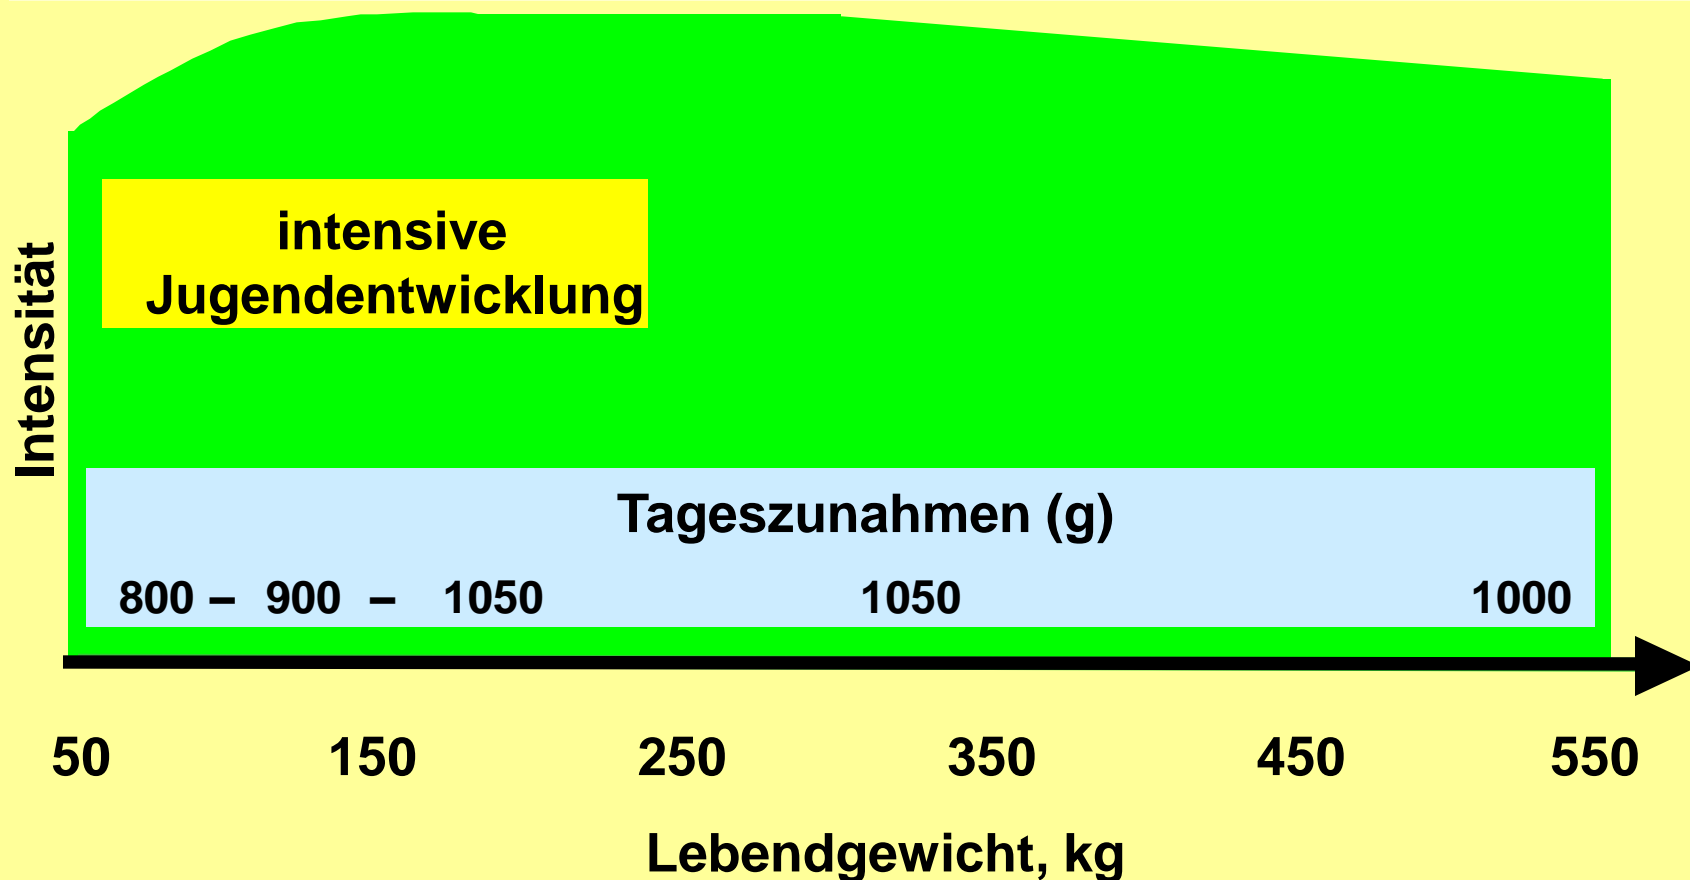 intensive
Jugendentwicklung
Intensität
Tageszunahmen (g)
800 – 900 – 1050 1050 1000
50 150 250 350 450 550
Lebendgewicht, kg